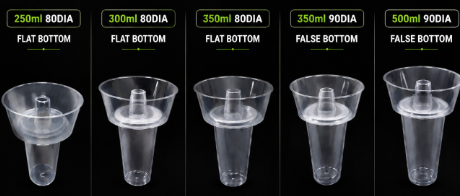 250ml 80DIA
FLAT BOTTOM
300ml 80DIA
FLAT BOTTOM
350ml 80DIA
FLAT BOTTOM
350ml 90DIA
FALSE BOTTOM
500ml 90DIA
FALSE BOTTOM